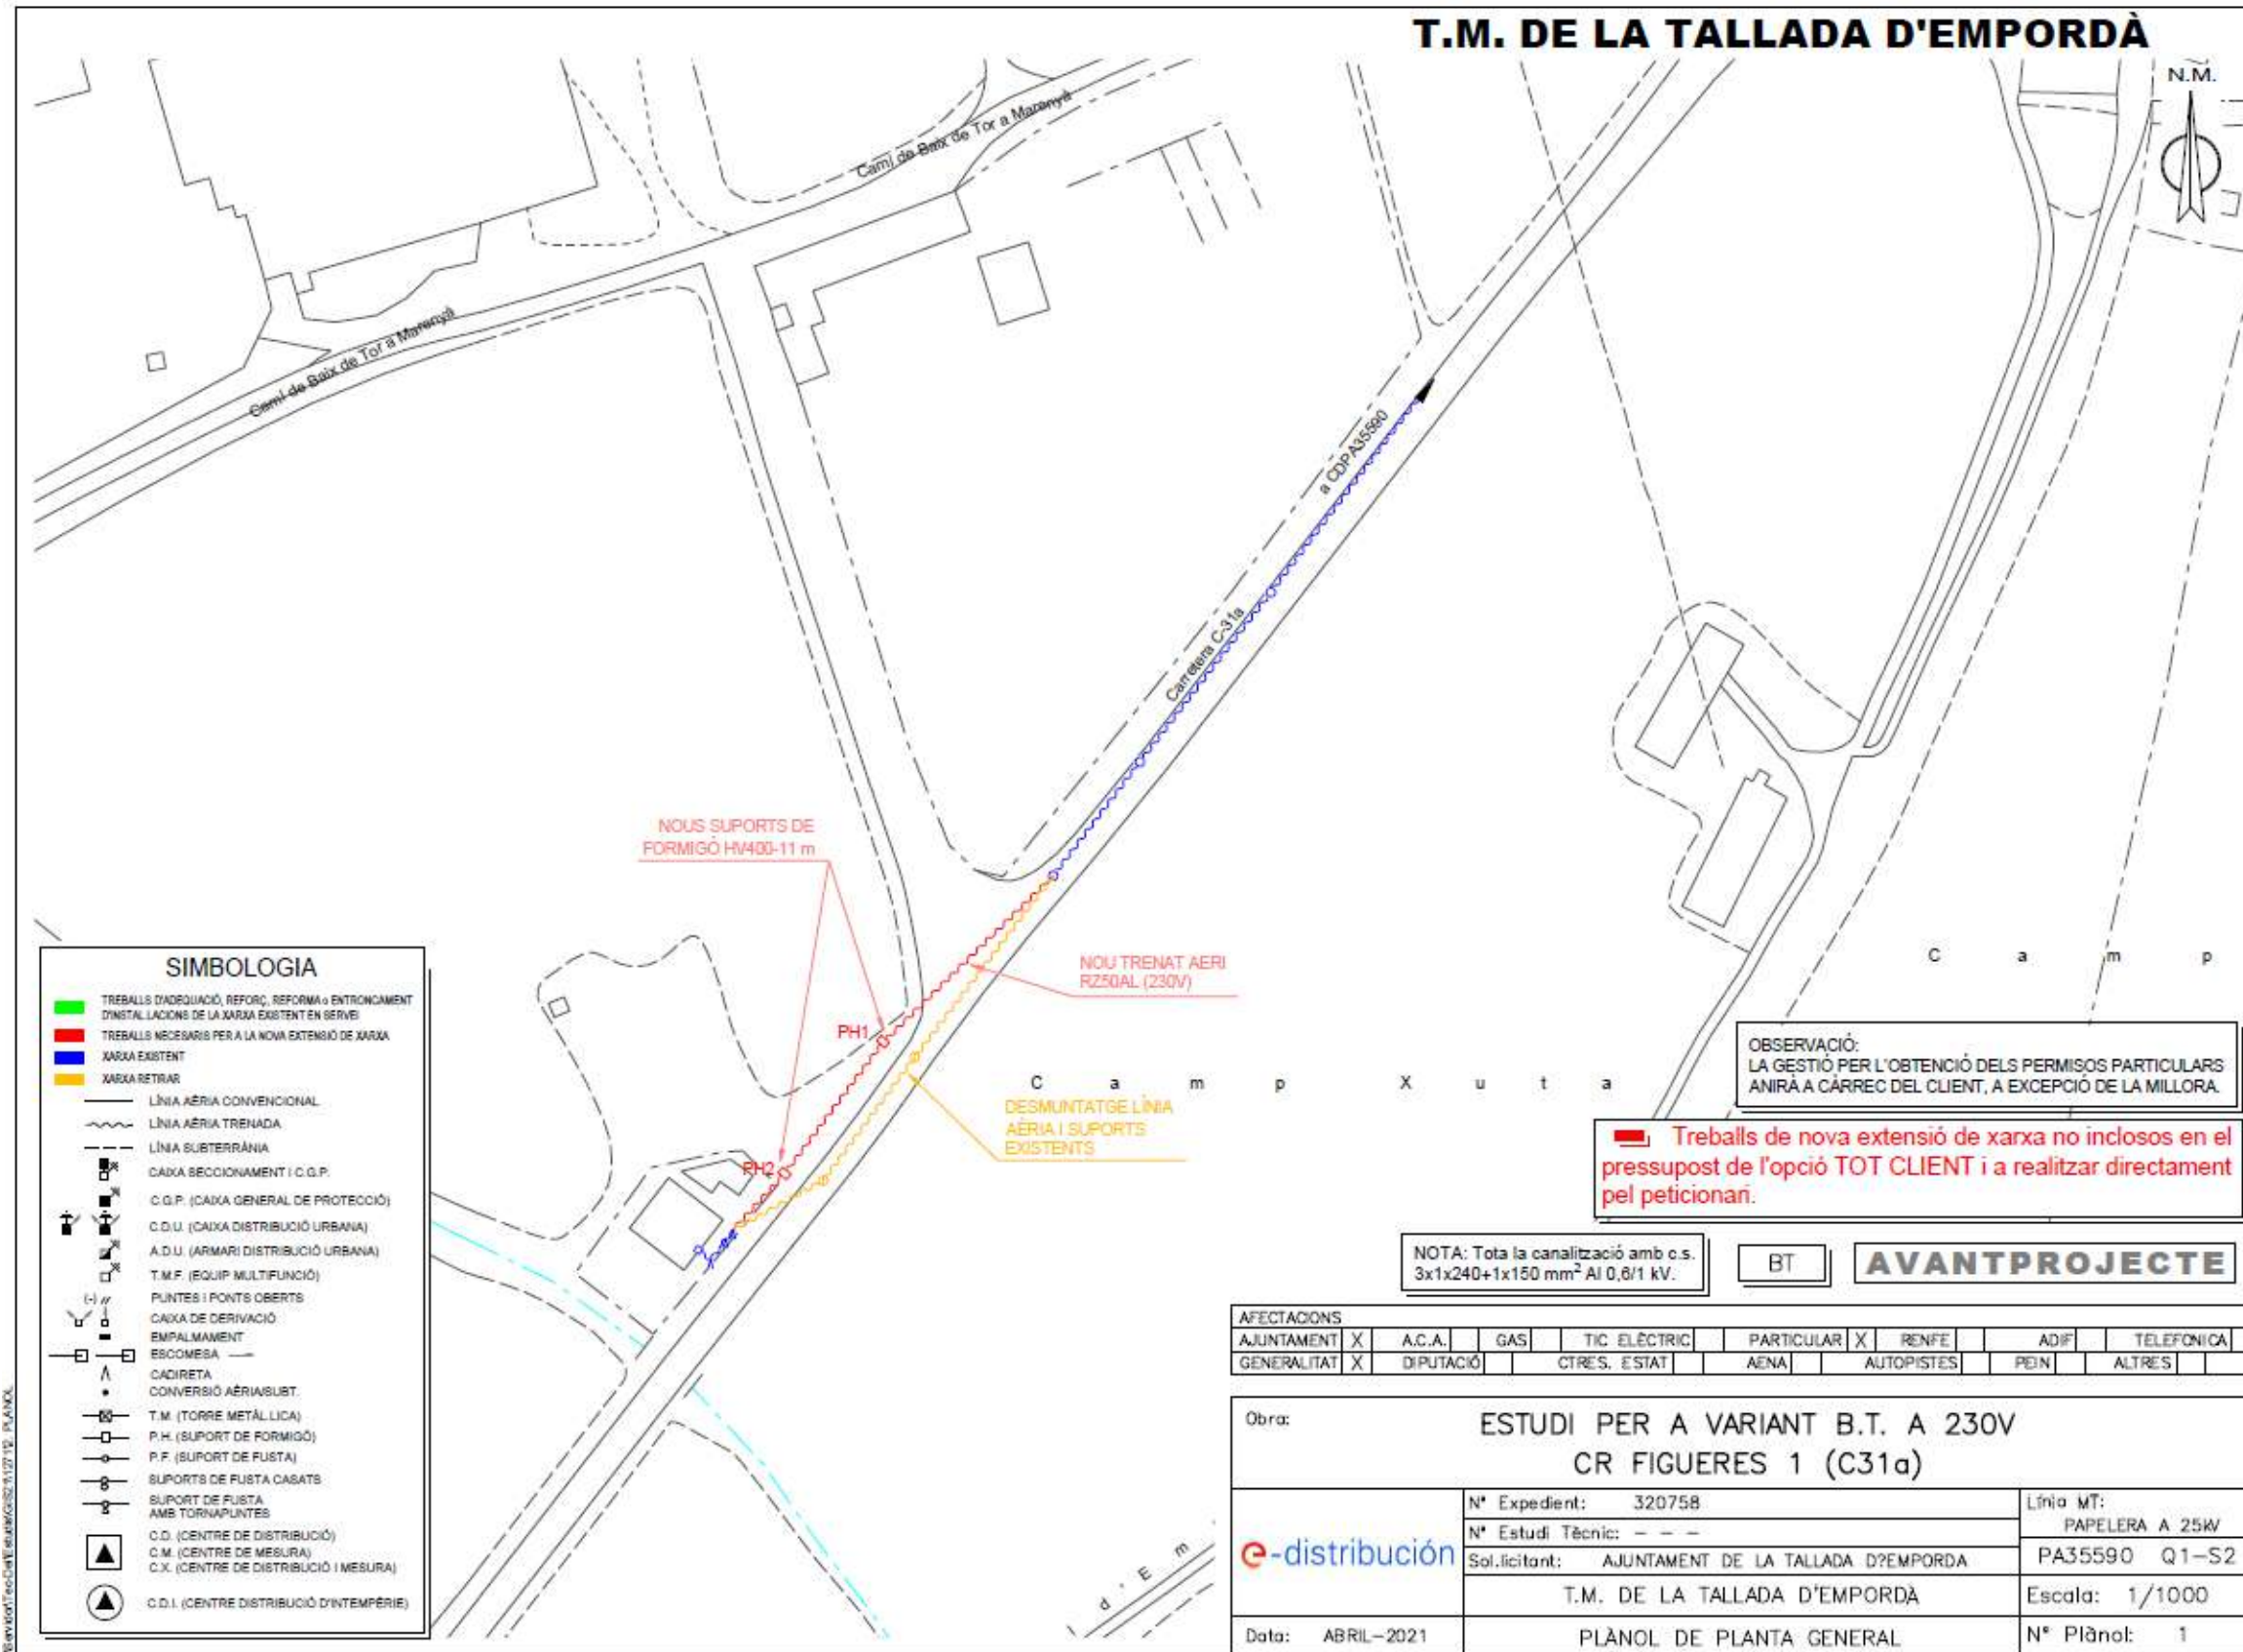 T.M. DE LA TALLADA D'EMPORDÀ
N.M.
Camí de Baix de Tor a Marenyà
Camí de Baix de Tor a Marenyà
a CDPA35590
Carretera C-31a
NOUS SUPORTS DE
FORMIGÓ HV400-11 m
NOU TRENAT AERI
RZ50AL (230V)
PH1
PH2
DESMUNTATGE LÍNIA
AÈRIA I SUPORTS
EXISTENTS
C a m p
C a m p X u t a
d ' E m
SIMBOLOGIA
TREBALLS D'ADEQUACIÓ, REFORÇ, REFORMA o ENTRONCAMENT
D'INSTAL.LACIONS DE LA XARXA EXISTENT EN SERVEI
TREBALLS NECESARIS PER A LA NOVA EXTENSIÓ DE XARXA
XARXA EXISTENT
XARXA RETIRAR
LÍNIA AÈRIA CONVENCIONAL
LÍNIA AÈRIA TRENADA
LÍNIA SUBTERRÀNIA
CAIXA SECCIONAMENT I C.G.P.
C.G.P. (CAIXA GENERAL DE PROTECCIÓ)
C.D.U. (CAIXA DISTRIBUCIÓ URBANA)
A.D.U. (ARMARI DISTRIBUCIÓ URBANA)
T.M.F. (EQUIP MULTIFUNCIÓ)
(-) // PUNTES I PONTS OBERTS
CAIXA DE DERIVACIÓ
EMPALMAMENT
ESCOMESA
CADIRETA
CONVERSIÓ AÈRIA/SUBT.
T.M. (TORRE METÀL.LICA)
P.H. (SUPORT DE FORMIGÓ)
P.F. (SUPORT DE FUSTA)
SUPORTS DE FUSTA CASATS
SUPORT DE FUSTA
AMB TORNAPUNTES
C.D. (CENTRE DE DISTRIBUCIÓ)
C.M. (CENTRE DE MESURA)
C.X. (CENTRE DE DISTRIBUCIÓ I MESURA)
C.D.I. (CENTRE DISTRIBUCIÓ D'INTEMPÈRIE)
OBSERVACIÓ:
LA GESTIÓ PER L'OBTENCIÓ DELS PERMISOS PARTICULARS
ANIRÀ A CÀRREC DEL CLIENT, A EXCEPCIÓ DE LA MILLORA.
Treballs de nova extensió de xarxa no inclosos en el
pressupost de l'opció TOT CLIENT i a realitzar directament
pel peticionari.
NOTA: Tota la canalització amb c.s.
3x1x240+1x150 mm² Al 0,6/1 kV.
BT
AVANTPROJECTE
AFECTACIONS
AJUNTAMENT X A.C.A. GAS TIC ELÈCTRIC PARTICULAR X RENFE ADIF TELEFONICA
GENERALITAT X DIPUTACIÓ CTRES. ESTAT AENA AUTOPISTES PEIN ALTRES
Obra: ESTUDI PER A VARIANT B.T. A 230V
CR FIGUERES 1 (C31a)
e-distribución
Nº Expedient: 320758
Nº Estudi Tècnic: - - -
Sol.licitant: AJUNTAMENT DE LA TALLADA D?EMPORDA
T.M. DE LA TALLADA D'EMPORDÀ
Línia MT:
PAPELERA A 25kV
PA35590 Q1-S2
Escala: 1/1000
Data: ABRIL-2021
PLÀNOL DE PLANTA GENERAL
Nº Plànol: 1